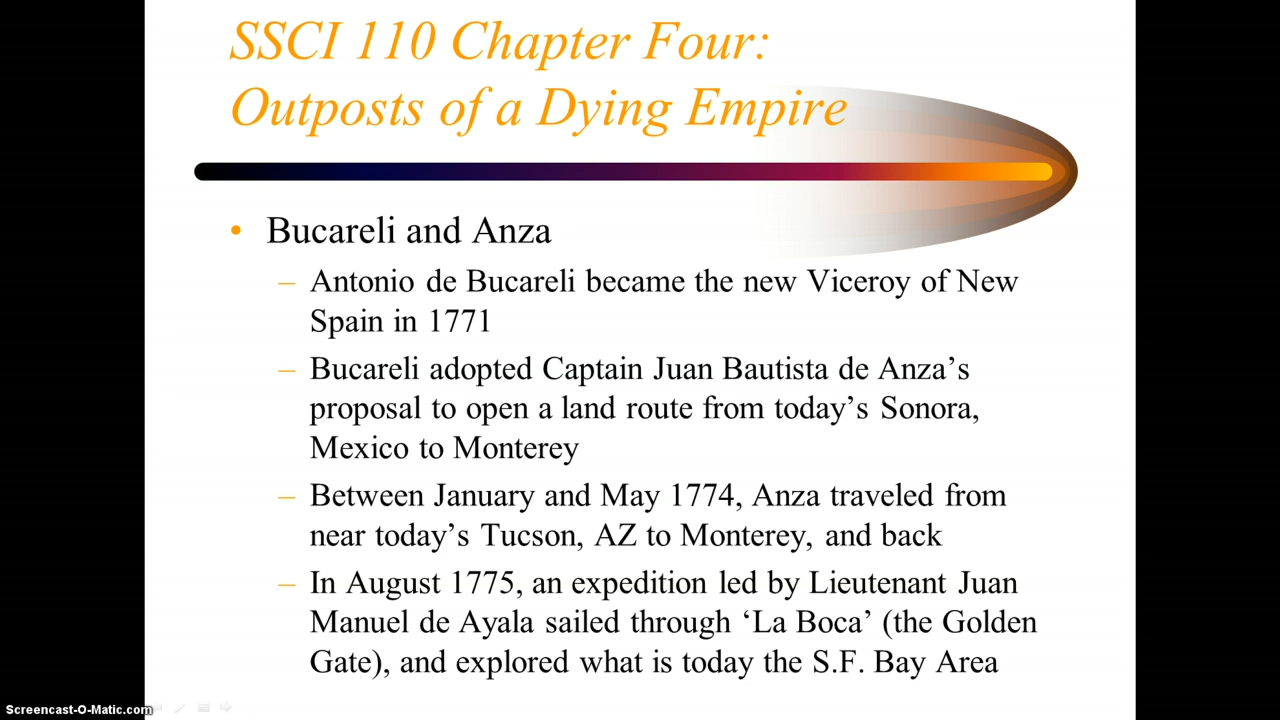 SSCI 110 Chapter Four:
Outposts of a Dying Empire
• Bucareli and Anza
– Antonio de Bucareli became the new Viceroy of New
Spain in 1771
– Bucareli adopted Captain Juan Bautista de Anza’s
proposal to open a land route from today’s Sonora,
Mexico to Monterey
– Between January and May 1774, Anza traveled from
near today’s Tucson, AZ to Monterey, and back
– In August 1775, an expedition led by Lieutenant Juan
Manuel de Ayala sailed through ‘La Boca’ (the Golden
Gate), and explored what is today the S.F. Bay Area
Screencast-O-Matic.com